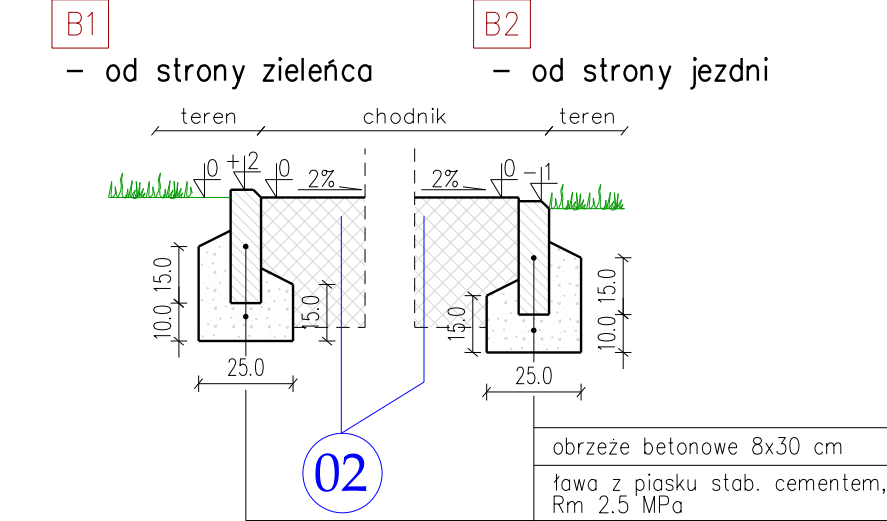 B1
B2
– od strony zieleńca
– od strony jezdni
teren
chodnik
teren
0
+2
0
2%
2%
0
-1
15.0
10.0
15.0
25.0
15.0
15.0
10.0
25.0
02
obrzeże betonowe 8x30 cm
ława z piasku stab. cementem,
Rm 2.5 MPa